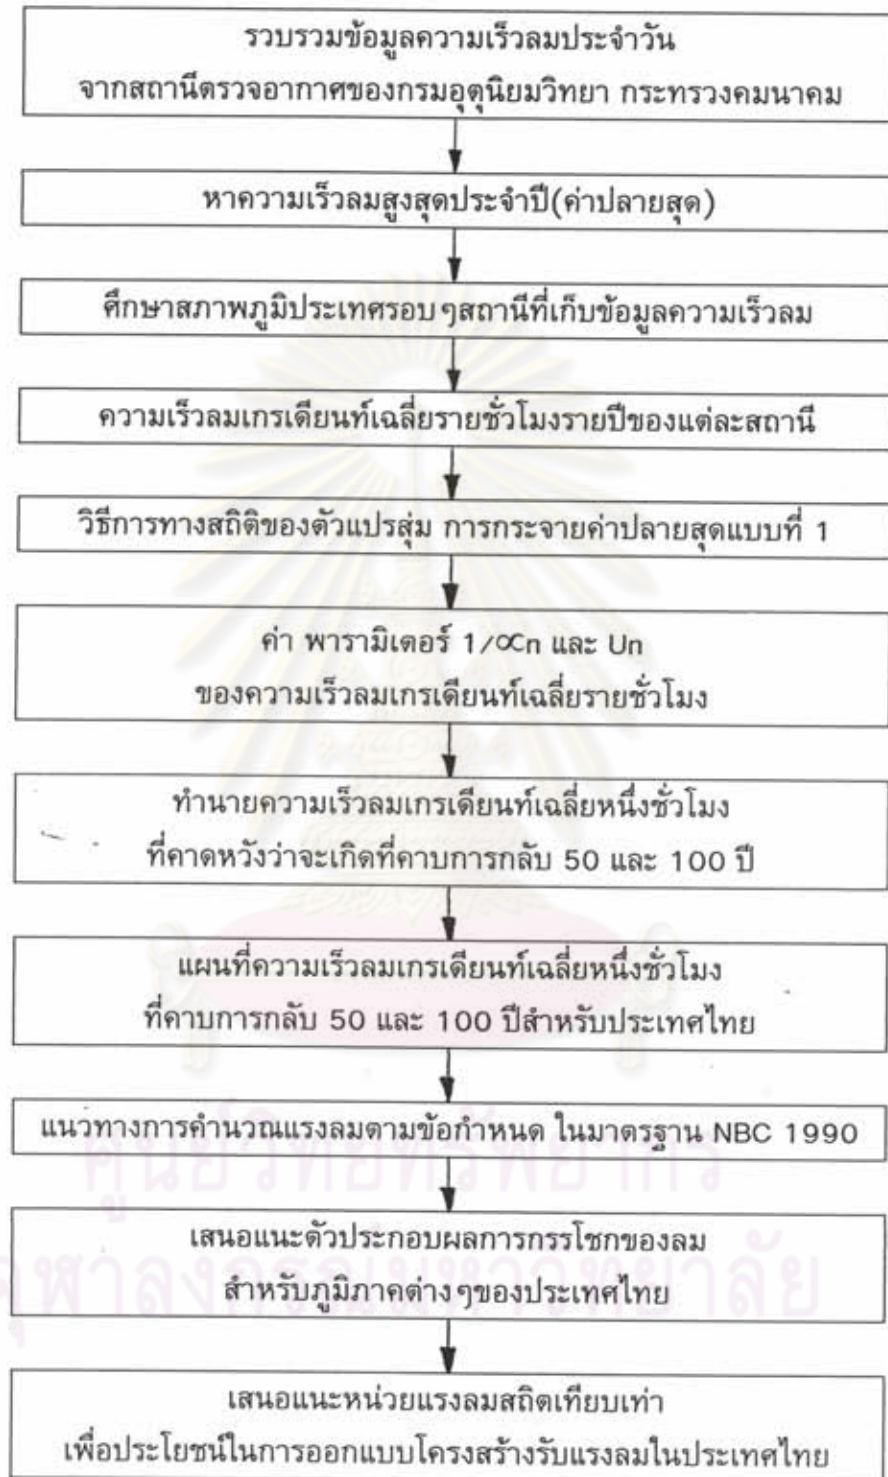 รวบรวมข้อมูลความเร็วลมประจำวัน
จากสถานีตรวจอากาศของกรมอุตุนิยมวิทยา กระทรวงคมนาคม
หาความเร็วลมสูงสุดประจำปี(ค่าปลายสุด)
ศึกษาสภาพภูมิประเทศรอบๆสถานีที่เก็บข้อมูลความเร็วลม
ความเร็วลมเกรเดียนท์เฉลี่ยรายชั่วโมงรายปีของแต่ละสถานี
วิธีการทางสถิติของตัวแปรสุ่ม การกระจายค่าปลายสุดแบบที่ 1
ค่า พารามิเตอร์ 1/∝n และ Un
ของความเร็วลมเกรเดียนท์เฉลี่ยรายชั่วโมง
ทำนายความเร็วลมเกรเดียนท์เฉลี่ยหนึ่งชั่วโมง
ที่คาดหวังว่าจะเกิดที่คาบการกลับ 50 และ 100 ปี
แผนที่ความเร็วลมเกรเดียนท์เฉลี่ยหนึ่งชั่วโมง
ที่คาบการกลับ 50 และ 100 ปีสำหรับประเทศไทย
แนวทางการคำนวณแรงลมตามข้อกำหนด ในมาตรฐาน NBC 1990
ศูนย์วิทยทรัพยากร
เสนอแนะตัวประกอบผลการกรรโชกของลม
สำหรับภูมิภาคต่างๆของประเทศไทย
จุฬาลงกรณ์มหาวิทยาลัย
เสนอแนะหน่วยแรงลมสถิตเทียบเท่า
เพื่อประโยชน์ในการออกแบบโครงสร้างรับแรงลมในประเทศไทย